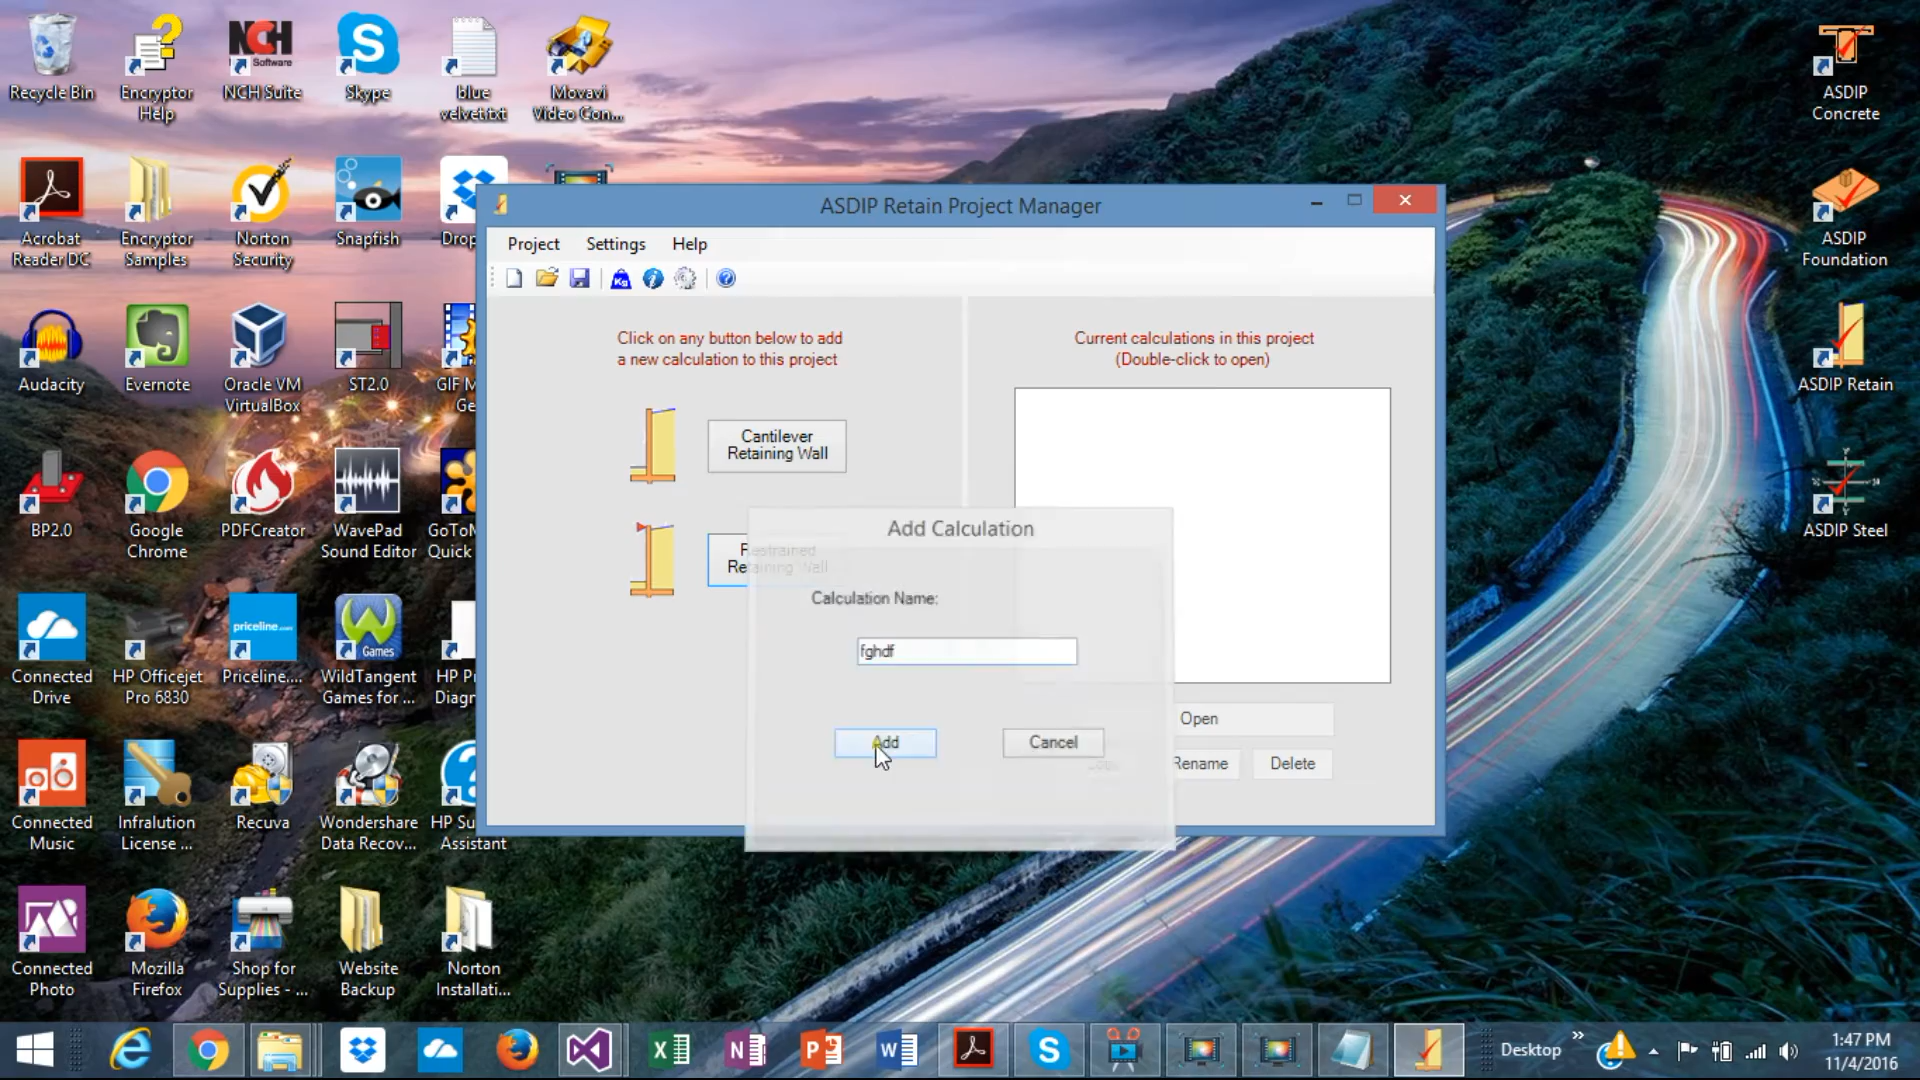 Recycle Bin
Encryptor
Help
NCH
Software
NCH Suite
Skype
blue
velvet.txt
Movavi
Video Con...
ASDIP
Concrete
Acrobat
Reader DC
Encryptor
Samples
Norton
Security
Snapfish
ASDIP
Foundation
ASDIP Retain Project Manager
Project
Settings
Help
Kg
Click on any button below to add
a new calculation to this project
Current calculations in this project
(Double-click to open)
Cantilever
Retaining Wall
Restrained
Retaining Wall
Add Calculation
Calculation Name:
fghdf
Add
Cancel
Open
Rename
Delete
Audacity
Evernote
Oracle VM
VirtualBox
ST2.0
GIF M
Ge
ASDIP Retain
BP2.0
Google
Chrome
PDFCreator
WavePad
Sound Editor
GoToM
Quick
ASDIP Steel
Connected
Drive
HP Officejet
Pro 6830
priceline.com
Priceline....
Games
WildTangent
Games for ...
HP P
Diagn
Connected
Music
Infralution
License ...
Recuva
Wondershare
Data Recov...
HP Su
Assistant
Connected
Photo
Mozilla
Firefox
Shop for
Supplies - ...
Website
Backup
Norton
Installati...
Desktop
1:47 PM
11/4/2016